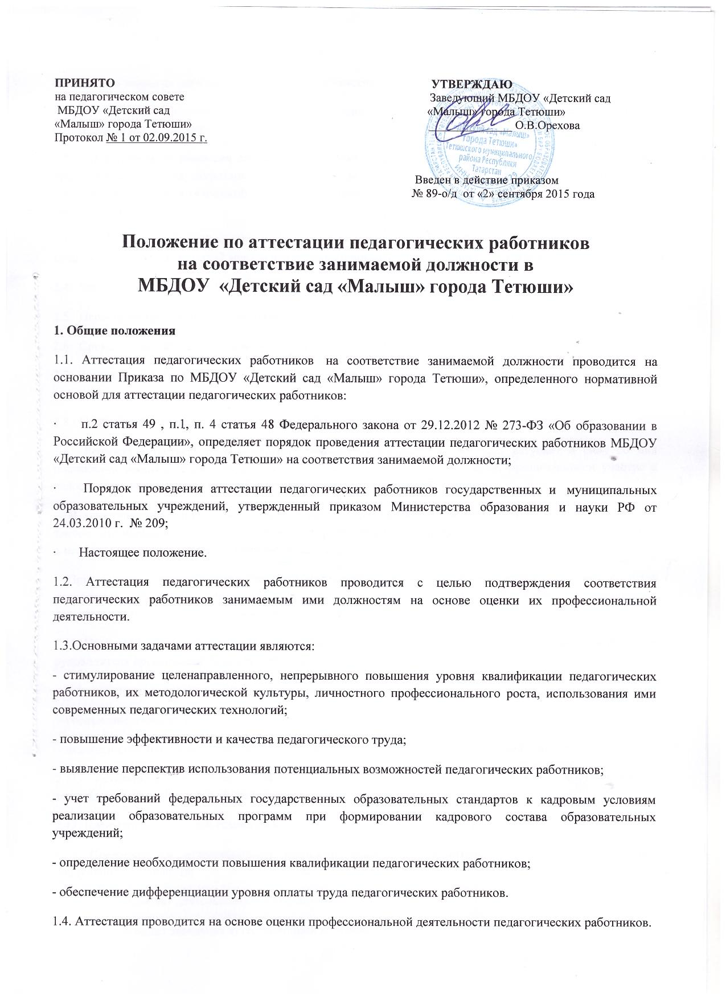 ПРИНЯТО
на педагогическом совете
МБДОУ «Детский сад
«Малыш» города Тетюши»
Протокол № 1 от 02.09.2015 г.
УТВЕРЖДАЮ
Заведующий МБДОУ «Детский сад
«Малыш» города Тетюши»
______________ О.В.Орехова
Детский сад «Малыш»
города Тетюши»
Тетюшского муниципального
района Республики
Татарстан
Введен в действие приказом
№ 89-о/д от «2» сентября 2015 года
Положение по аттестации педагогических работников
на соответствие занимаемой должности в
МБДОУ «Детский сад «Малыш» города Тетюши»
1. Общие положения
1.1. Аттестация педагогических работников на соответствие занимаемой должности проводится на
основании Приказа по МБДОУ «Детский сад «Малыш» города Тетюши», определенного нормативной
основой для аттестации педагогических работников:
· п.2 статья 49 , п.1, п. 4 статья 48 Федерального закона от 29.12.2012 № 273-ФЗ «Об образовании в
Российской Федерации», определяет порядок проведения аттестации педагогических работников МБДОУ
«Детский сад «Малыш» города Тетюши» на соответствия занимаемой должности;
· Порядок проведения аттестации педагогических работников государственных и муниципальных
образовательных учреждений, утвержденный приказом Министерства образования и науки РФ от
24.03.2010 г. № 209;
· Настоящее положение.
1.2. Аттестация педагогических работников проводится с целью подтверждения соответствия
педагогических работников занимаемым ими должностям на основе оценки их профессиональной
деятельности.
1.3.Основными задачами аттестации являются:
- стимулирование целенаправленного, непрерывного повышения уровня квалификации педагогических
работников, их методологической культуры, личностного профессионального роста, использования ими
современных педагогических технологий;
- повышение эффективности и качества педагогического труда;
- выявление перспектив использования потенциальных возможностей педагогических работников;
- учет требований федеральных государственных образовательных стандартов к кадровым условиям
реализации образовательных программ при формировании кадрового состава образовательных
учреждений;
- определение необходимости повышения квалификации педагогических работников;
- обеспечение дифференциации уровня оплаты труда педагогических работников.
1.4. Аттестация проводится на основе оценки профессиональной деятельности педагогических работников.